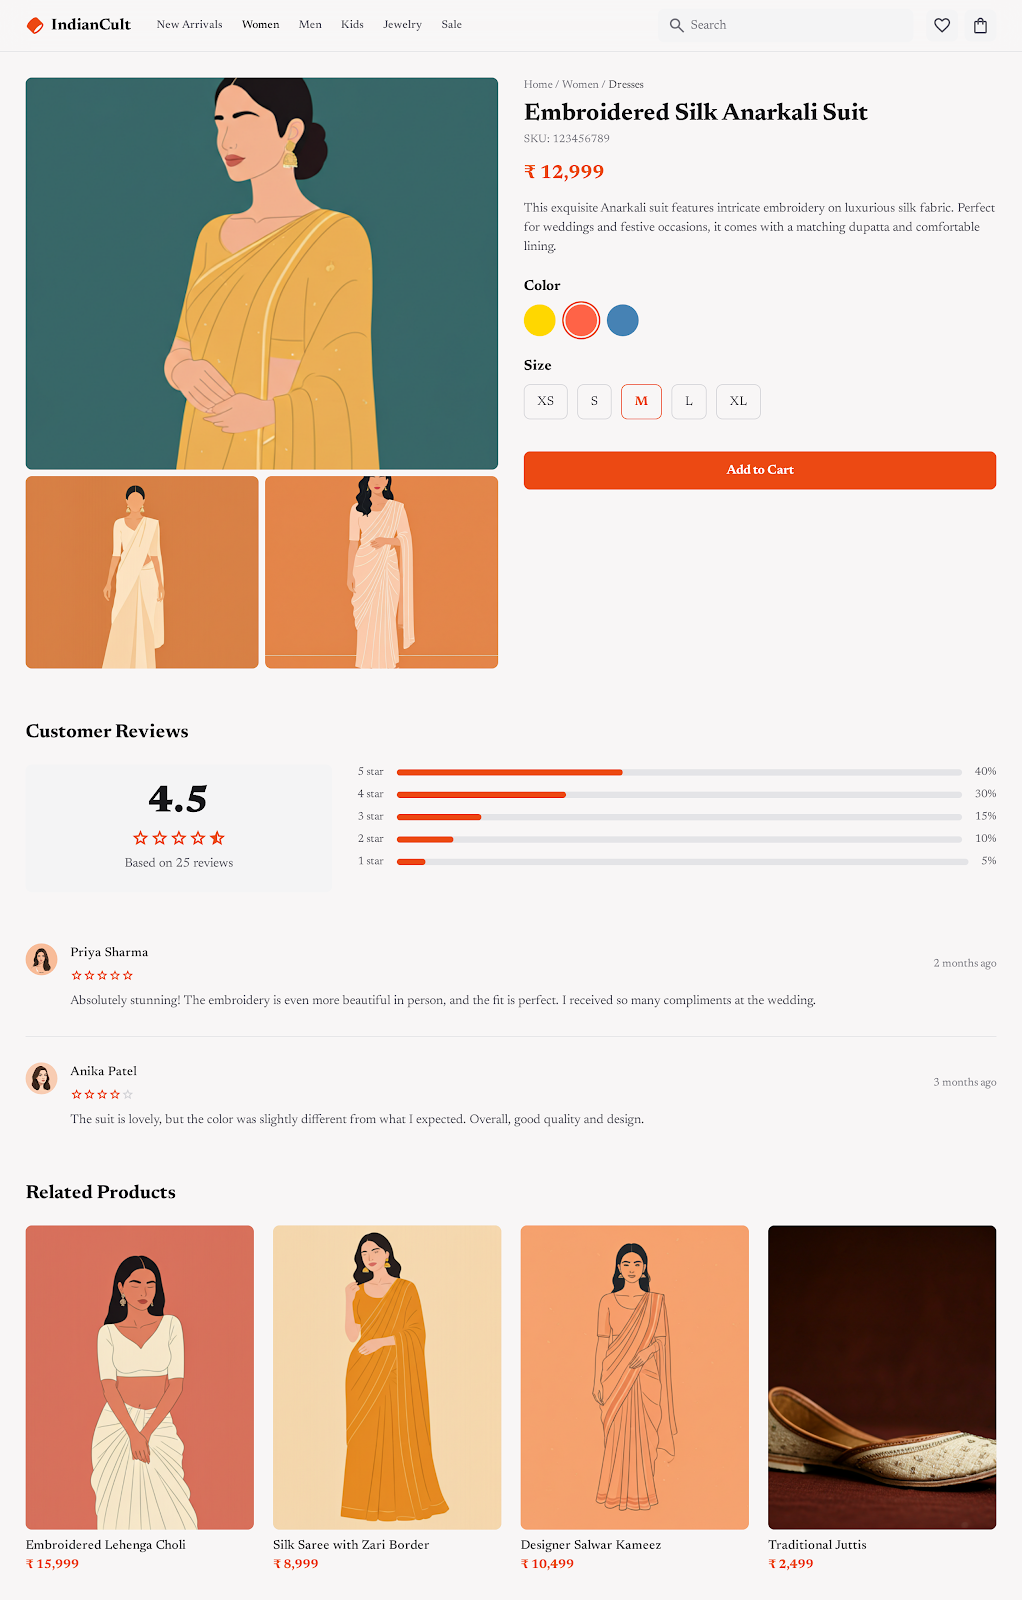 IndianCult
New Arrivals Women Men Kids Jewelry Sale
Search
Home / Women / Dresses
Embroidered Silk Anarkali Suit
SKU: 123456789
₹ 12,999
This exquisite Anarkali suit features intricate embroidery on luxurious silk fabric. Perfect
for weddings and festive occasions, it comes with a matching dupatta and comfortable
lining.
Color
Size
XS S M L XL
Add to Cart
Customer Reviews
4.5
Based on 25 reviews
5 star 40%
4 star 30%
3 star 15%
2 star 10%
1 star 5%
Priya Sharma
2 months ago
Absolutely stunning! The embroidery is even more beautiful in person, and the fit is perfect. I received so many compliments at the wedding.
Anika Patel
3 months ago
The suit is lovely, but the color was slightly different from what I expected. Overall, good quality and design.
Related Products
Embroidered Lehenga Choli
₹ 15,999
Silk Saree with Zari Border
₹ 8,999
Designer Salwar Kameez
₹ 10,499
Traditional Juttis
₹ 2,499